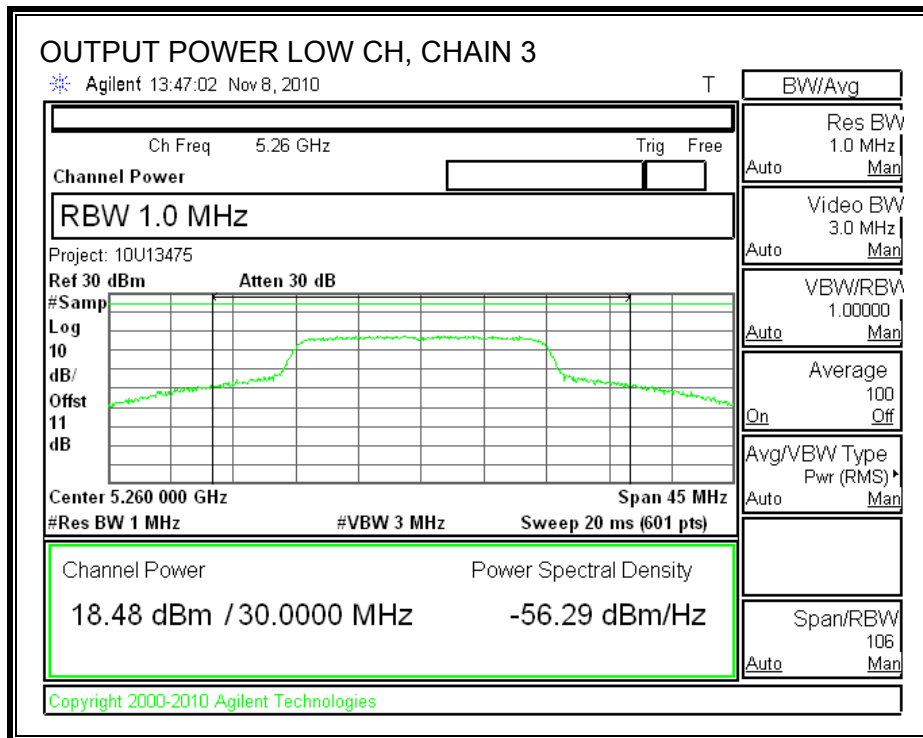 OUTPUT POWER LOW CH, CHAIN 3
Agilent 13:47:02 Nov 8, 2010 T
Ch Freq 5.26 GHz Trig Free
Channel Power
RBW 1.0 MHz
Project: 10U13475
Ref 30 dBm Atten 30 dB
#Samp
Log
10
dB/
Offst
11
dB
Center 5.260 000 GHz Span 45 MHz
#Res BW 1 MHz #VBW 3 MHz Sweep 20 ms (601 pts)
Channel Power Power Spectral Density
18.48 dBm / 30.0000 MHz -56.29 dBm/Hz
Copyright 2000-2010 Agilent Technologies
BW/Avg
Res BW
1.0 MHz
Auto Man
Video BW
3.0 MHz
Auto Man
VBW/RBW
1.00000
Auto Man
Average
100
On Off
Avg/VBW Type
Pwr (RMS)
Auto Man
Span/RBW
106
Auto Man